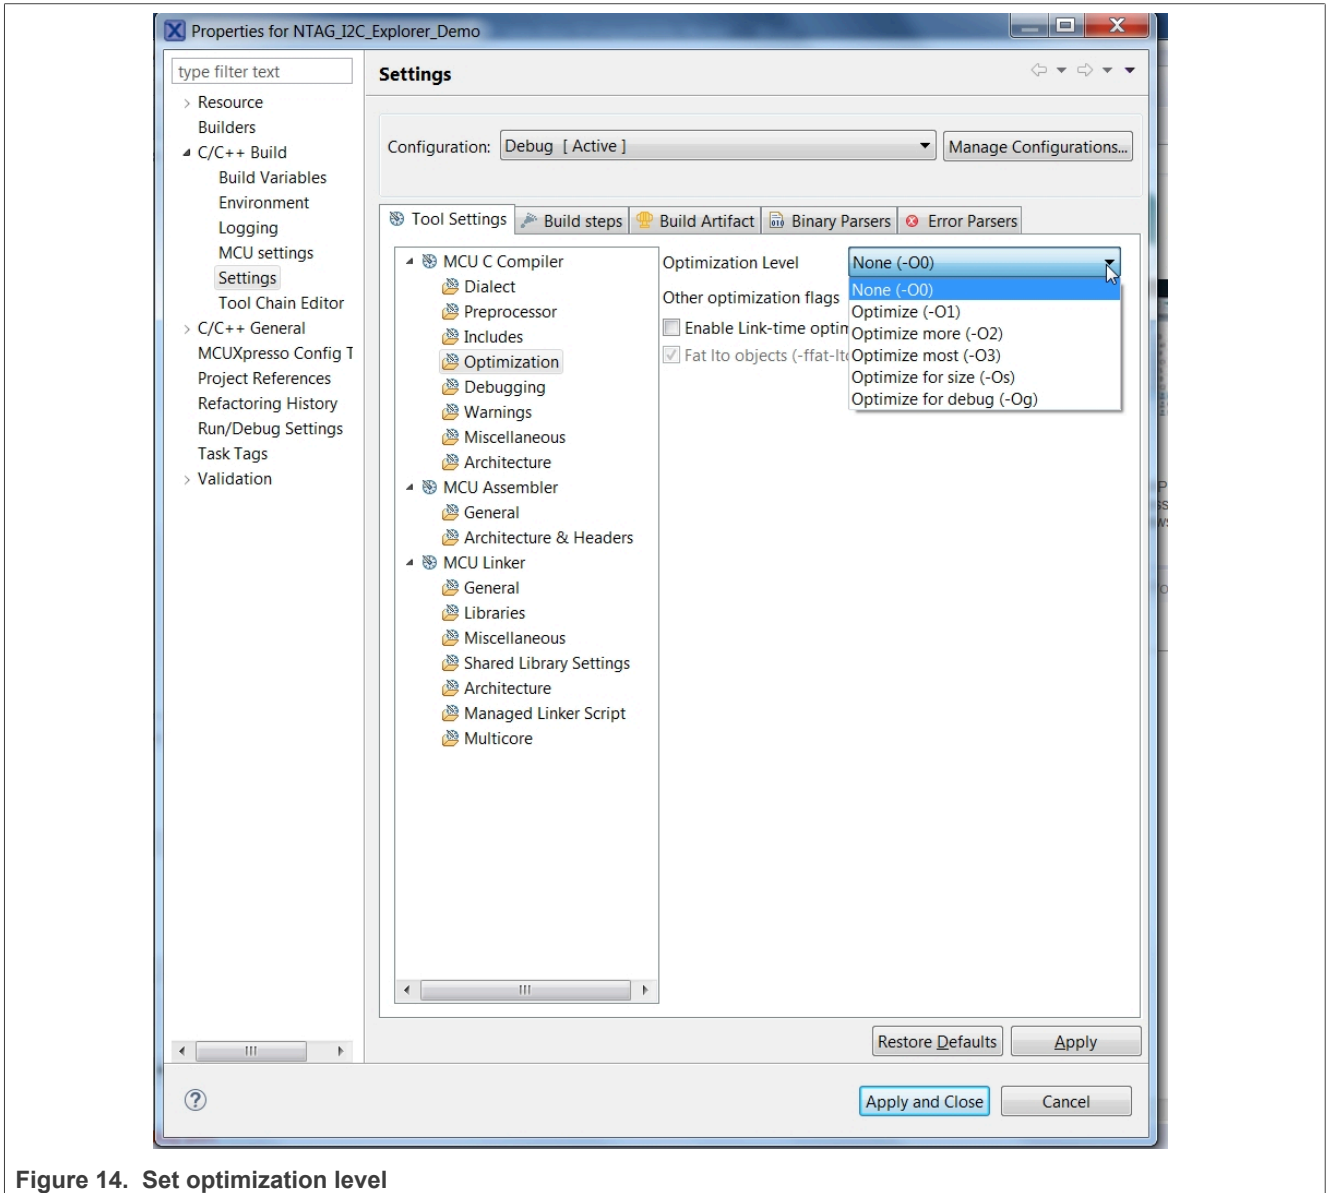 Properties for NTAG_I2C_Explorer_Demo
type filter text
Resource
Builders
C/C++ Build
Build Variables
Environment
Logging
MCU settings
Settings
Tool Chain Editor
C/C++ General
MCUXpresso Config T
Project References
Refactoring History
Run/Debug Settings
Task Tags
Validation
Settings
Configuration: Debug [ Active ] Manage Configurations...
Tool Settings Build steps Build Artifact Binary Parsers Error Parsers
MCU C Compiler
Dialect
Preprocessor
Includes
Optimization
Debugging
Warnings
Miscellaneous
Architecture
MCU Assembler
General
Architecture & Headers
MCU Linker
General
Libraries
Miscellaneous
Shared Library Settings
Architecture
Managed Linker Script
Multicore
Optimization Level None (-O0)
Other optimization flags
Enable Link-time optim
Fat lto objects (-ffat-lto
None (-O0)
Optimize (-O1)
Optimize more (-O2)
Optimize most (-O3)
Optimize for size (-Os)
Optimize for debug (-Og)
Restore Defaults Apply
Apply and Close Cancel
Figure 14. Set optimization level